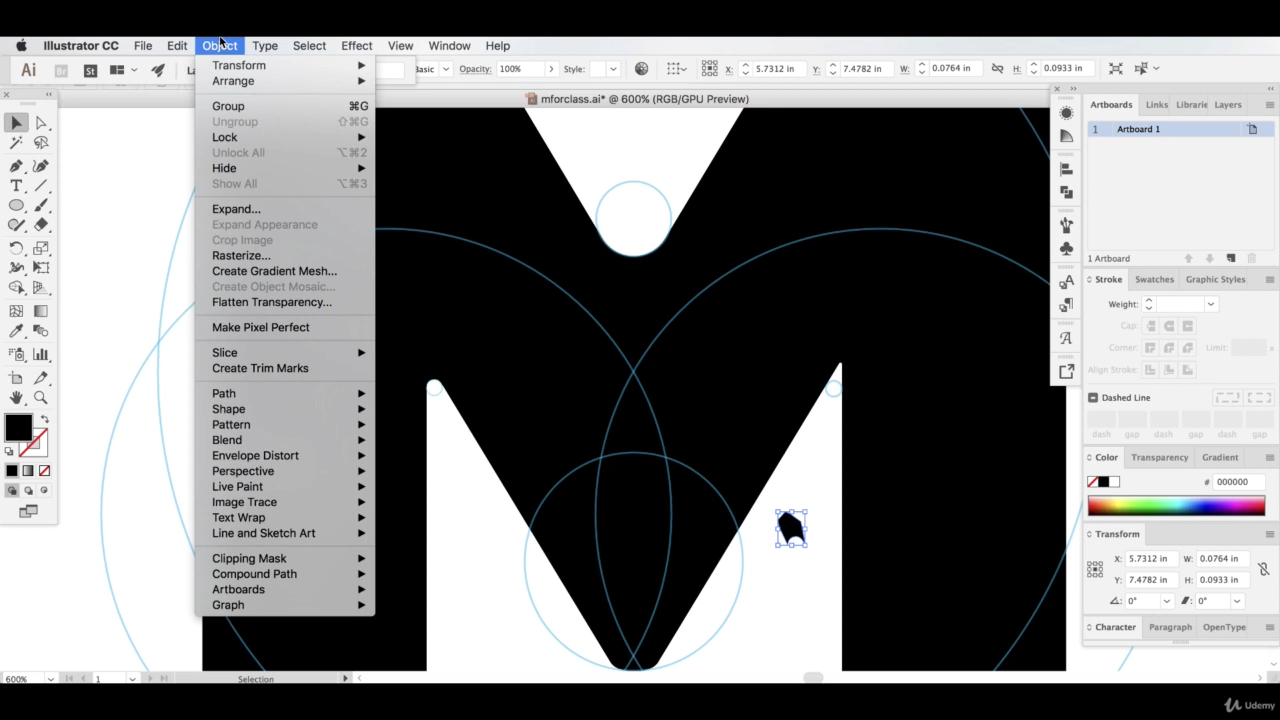 Illustrator CC File Edit Object Type Select Effect View Window Help
Ai Br St La Basic Opacity: 100% Style: X: 5.7312 in Y: 7.4782 in W: 0.0764 in H: 0.0933 in
mforclass.ai* @ 600% (RGB/GPU Preview)
Transform
Arrange
Group ⌘G
Ungroup ⇧⌘G
Lock
Unlock All ⌥⌘2
Hide
Show All ⌥⌘3
Expand...
Expand Appearance
Crop Image
Rasterize...
Create Gradient Mesh...
Create Object Mosaic...
Flatten Transparency...
Make Pixel Perfect
Slice
Create Trim Marks
Path
Shape
Pattern
Blend
Envelope Distort
Perspective
Live Paint
Image Trace
Text Wrap
Line and Sketch Art
Clipping Mask
Compound Path
Artboards
Graph
Artboards Links Librarie Layers
1 Artboard 1
1 Artboard
Stroke Swatches Graphic Styles
Weight:
Cap:
Corner: Limit: x
Align Stroke:
Dashed Line
dash gap dash gap dash gap
Color Transparency Gradient
# 000000
Transform
X: 5.7312 in W: 0.0764 in
Y: 7.4782 in H: 0.0933 in
0° 0°
Character Paragraph OpenType
600% 1 Selection
Udemy